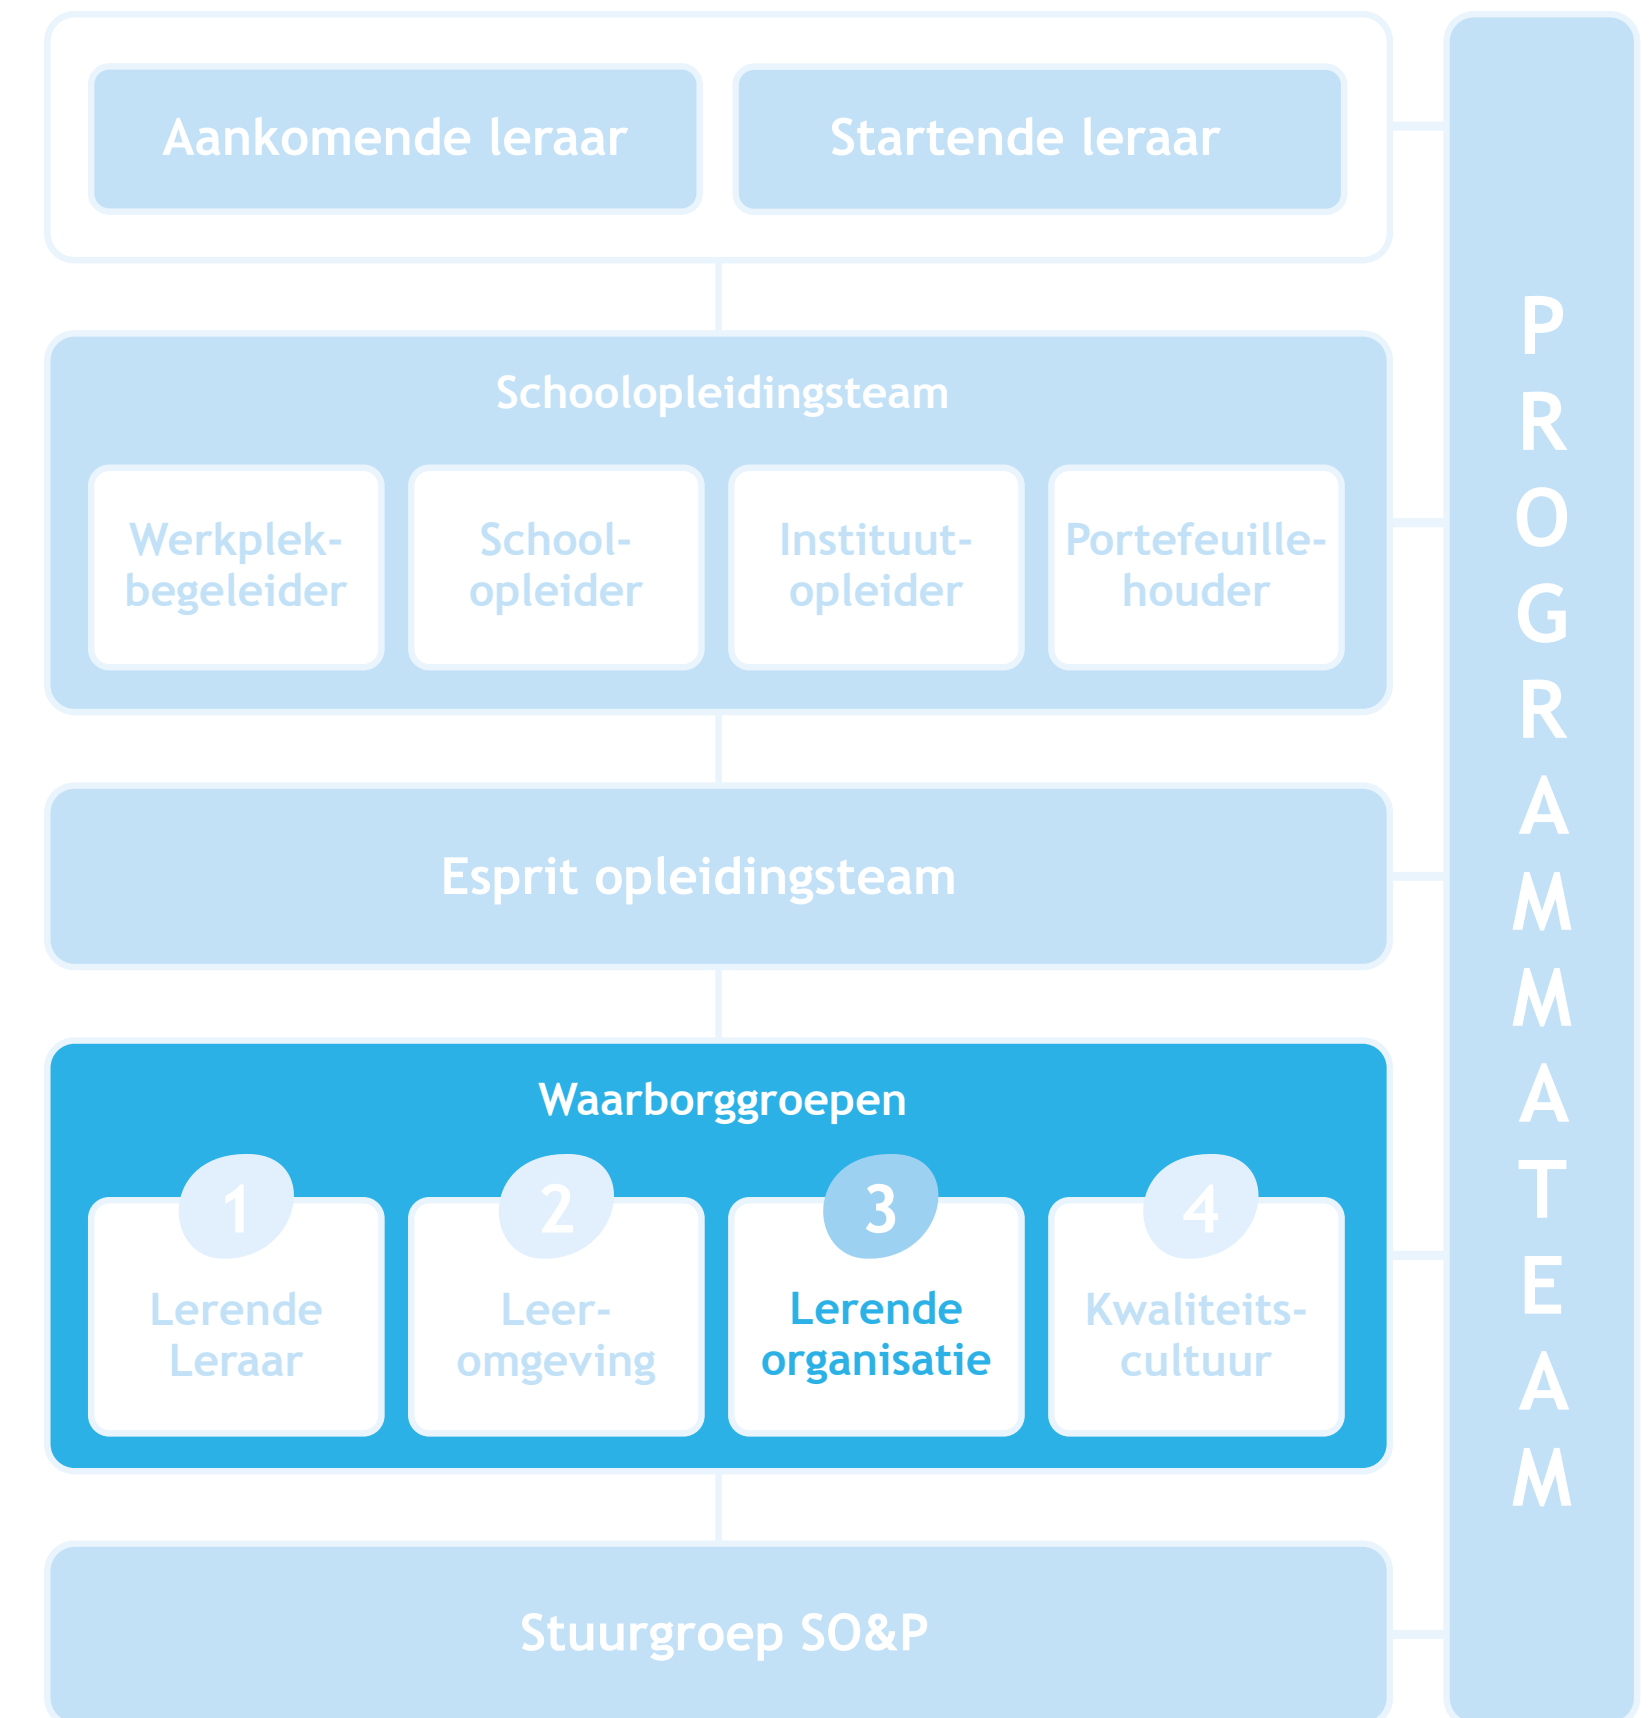 Aankomende leraar
Startende leraar
Schoolopleidingsteam
Werkplek-
begeleider
School-
opleider
Instituut-
opleider
Portefeuille-
houder
Esprit opleidingsteam
Waarborggroepen
1
Lerende
Leraar
2
Leer-
omgeving
3
Lerende
organisatie
4
Kwaliteits-
cultuur
Stuurgroep SO&P
PROGRAMMATEAM